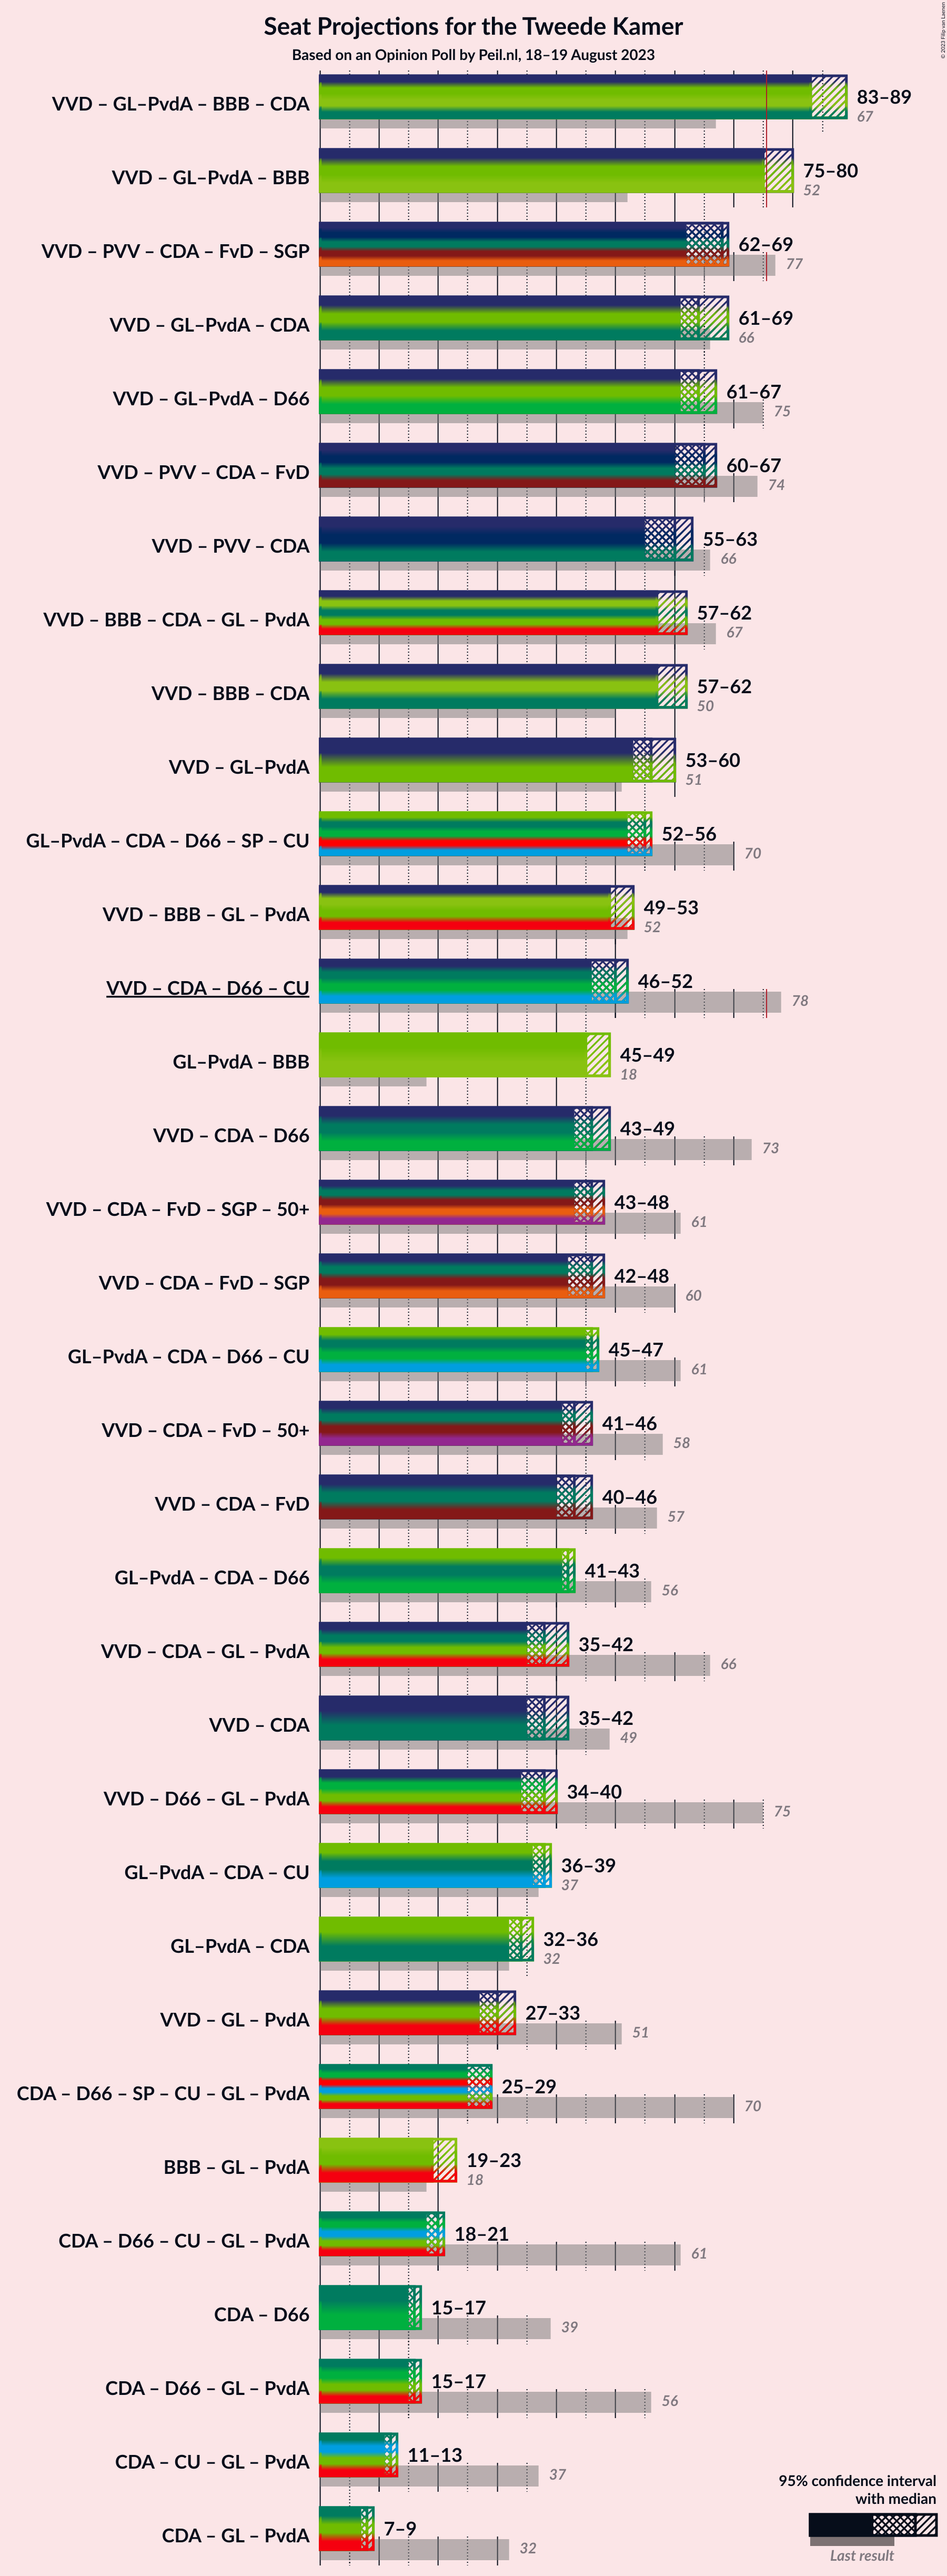 Seat Projections for the Tweede Kamer
Based on an Opinion Poll by Peil.nl, 18–19 August 2023
© 2023 Filip van Laenen
VVD – GL–PvdA – BBB – CDA
83–89
67
VVD – GL–PvdA – BBB
75–80
52
VVD – PVV – CDA – FvD – SGP
62–69
77
VVD – GL–PvdA – CDA
61–69
66
VVD – GL–PvdA – D66
61–67
75
VVD – PVV – CDA – FvD
60–67
74
VVD – PVV – CDA
55–63
66
VVD – BBB – CDA – GL – PvdA
57–62
67
VVD – BBB – CDA
57–62
50
VVD – GL–PvdA
53–60
51
GL–PvdA – CDA – D66 – SP – CU
52–56
70
VVD – BBB – GL – PvdA
49–53
52
VVD – CDA – D66 – CU
46–52
78
GL–PvdA – BBB
45–49
18
VVD – CDA – D66
43–49
73
VVD – CDA – FvD – SGP – 50+
43–48
61
VVD – CDA – FvD – SGP
42–48
60
GL–PvdA – CDA – D66 – CU
45–47
61
VVD – CDA – FvD – 50+
41–46
58
VVD – CDA – FvD
40–46
57
GL–PvdA – CDA – D66
41–43
56
VVD – CDA – GL – PvdA
35–42
66
VVD – CDA
35–42
49
VVD – D66 – GL – PvdA
34–40
75
GL–PvdA – CDA – CU
36–39
37
GL–PvdA – CDA
32–36
32
VVD – GL – PvdA
27–33
51
CDA – D66 – SP – CU – GL – PvdA
25–29
70
BBB – GL – PvdA
19–23
18
CDA – D66 – CU – GL – PvdA
18–21
61
CDA – D66
15–17
39
CDA – D66 – GL – PvdA
15–17
56
CDA – CU – GL – PvdA
11–13
37
CDA – GL – PvdA
7–9
32
95% confidence interval
with median
Last result